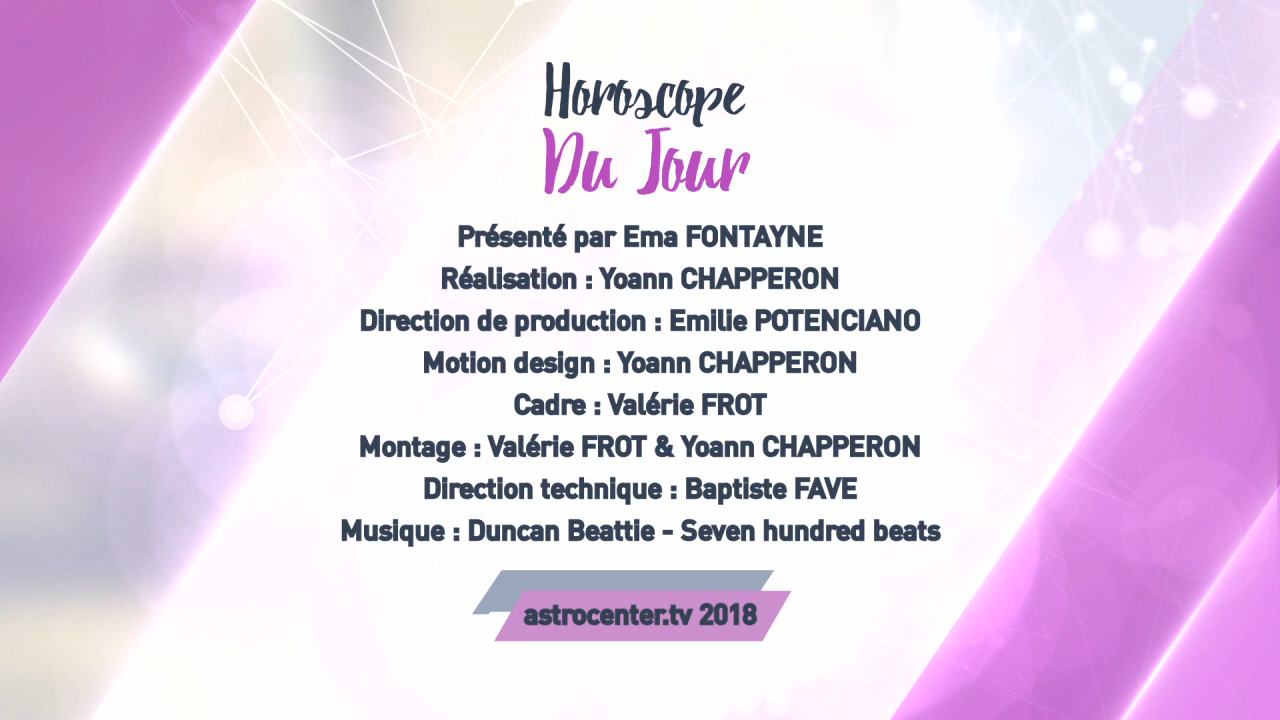 Horoscope
Du Jour
Présenté par Ema FONTAYNE
Réalisation : Yoann CHAPPERON
Direction de production : Emilie POTENCIANO
Motion design : Yoann CHAPPERON
Cadre : Valérie FROT
Montage : Valérie FROT & Yoann CHAPPERON
Direction technique : Baptiste FAVE
Musique : Duncan Beattie - Seven hundred beats
astrocenter.tv 2018